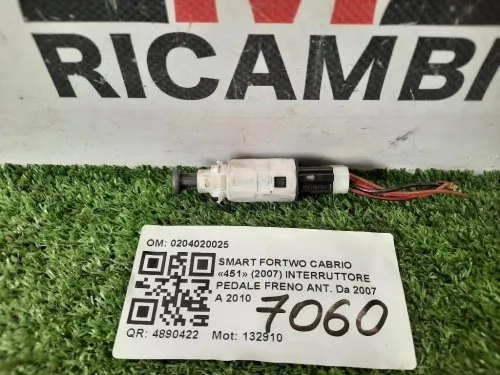 RICAMBI
OM: 0204020025
SMART FORTWO CABRIO
«451» (2007) INTERRUTTORE
PEDALE FRENO ANT. Da 2007
A 2010
7060
QR: 4890422 Mot: 132910